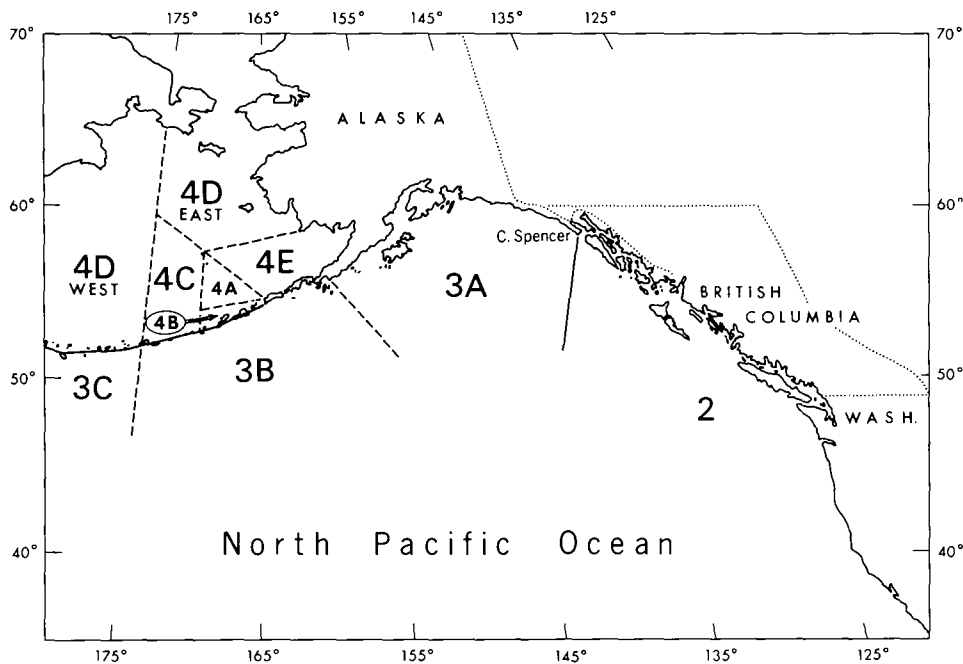 175° 165° 155° 145° 135° 125°
70° 70°
ALASKA
4D
EAST
60° 60°
C. Spencer
4D
WEST
4C
4E
4A
3A
BRITISH
COLUMBIA
4B
3B
50° 50°
3C
2
WASH.
North Pacific Ocean
40° 40°
175° 165° 155° 145° 135° 125°